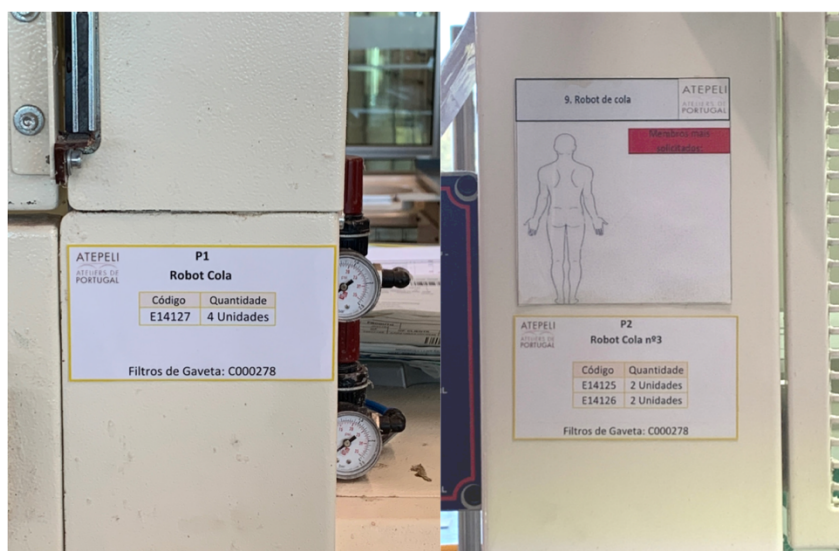 ATEPELI
ATELIERS DE
PORTUGAL
P1
Robot Cola
Código Quantidade
E14127 4 Unidades
Filtros de Gaveta: C000278
9. Robot de cola
ATEPELI
ATELIERS DE
PORTUGAL
Membros mais
solicitados:
ATEPELI
ATELIERS DE
PORTUGAL
P2
Robot Cola nº3
Código Quantidade
E14125 2 Unidades
E14126 2 Unidades
Filtros de Gaveta: C000278